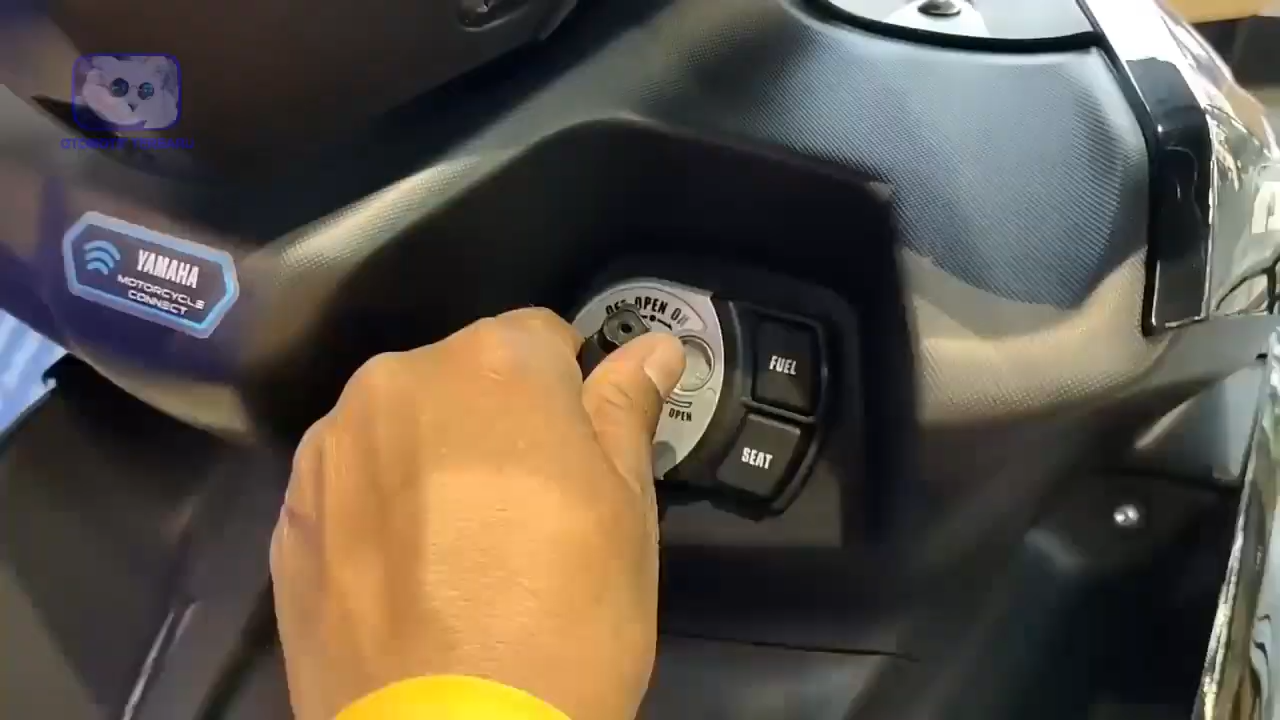 YAMAHA
MOTORCYCLE
CONNECT
OFF OPEN ON
OPEN
FUEL
SEAT